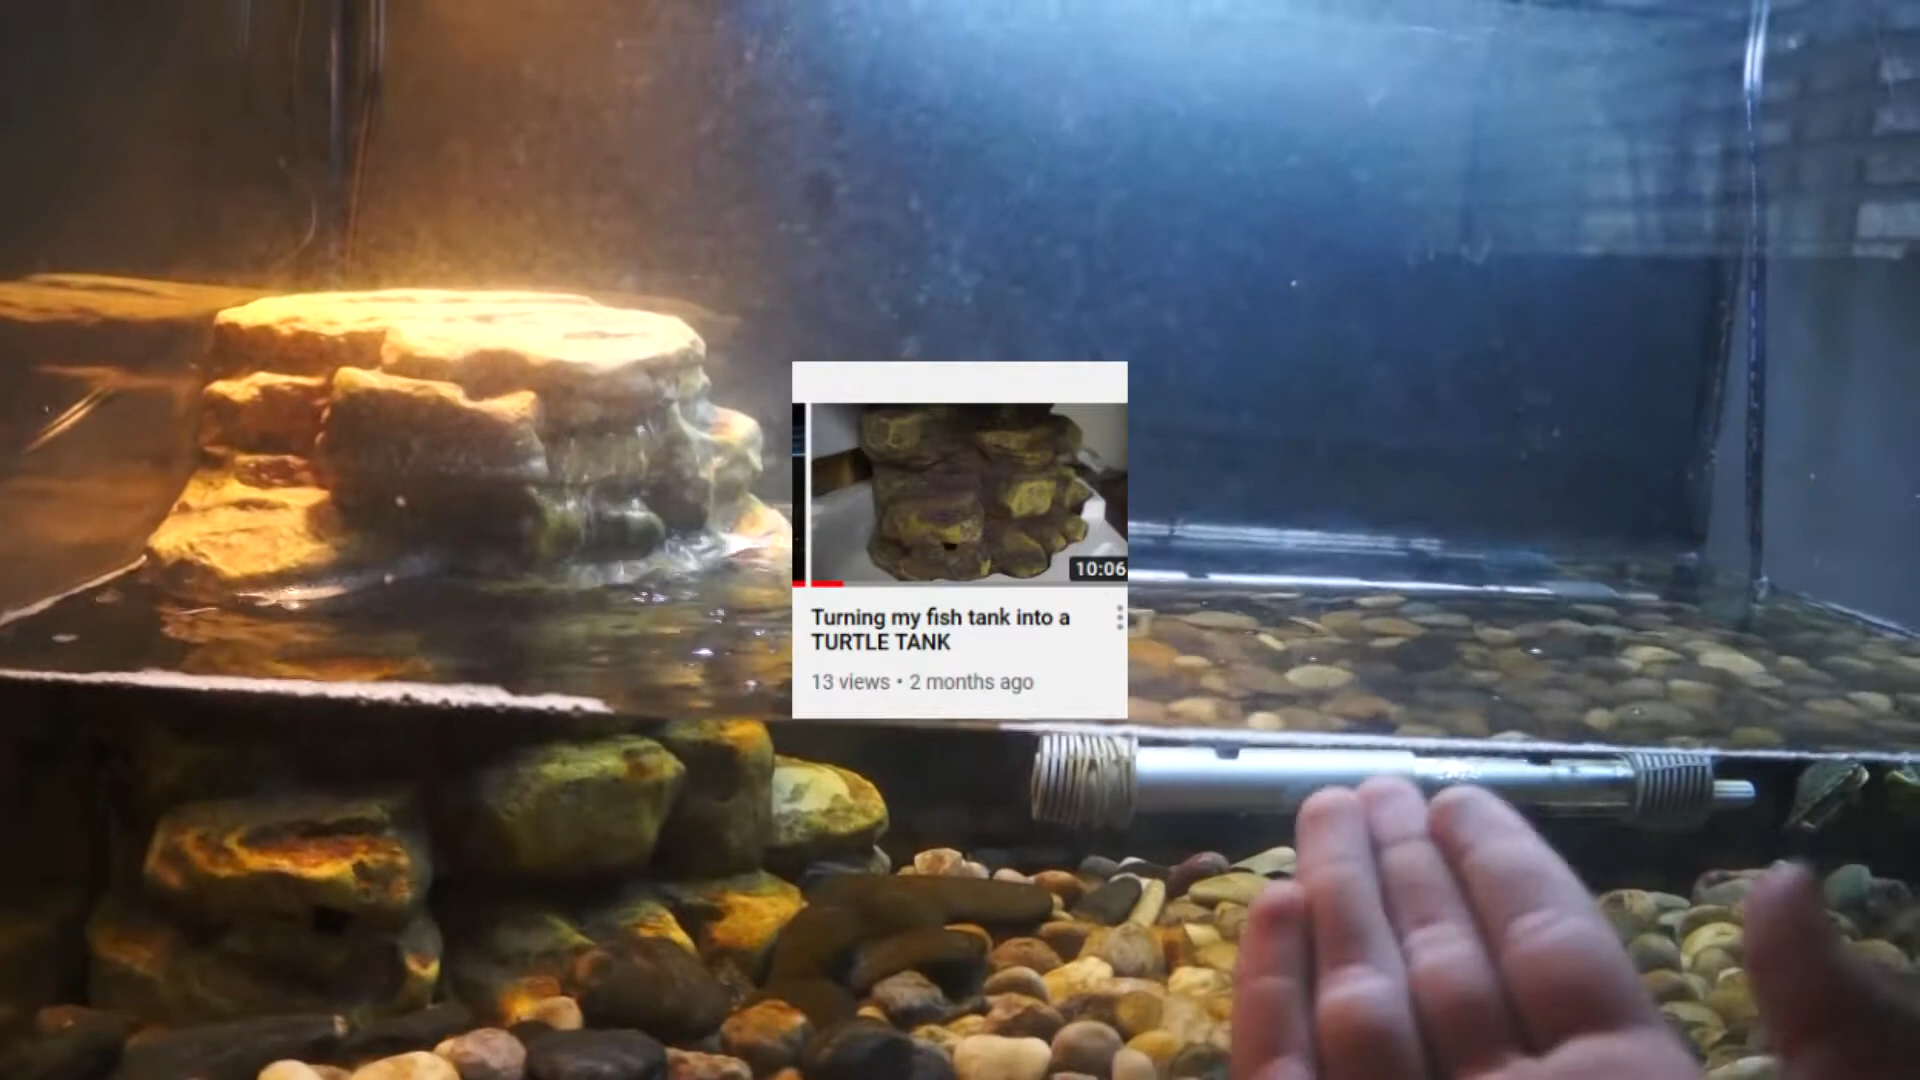 10:06
Turning my fish tank into a
TURTLE TANK
13 views • 2 months ago